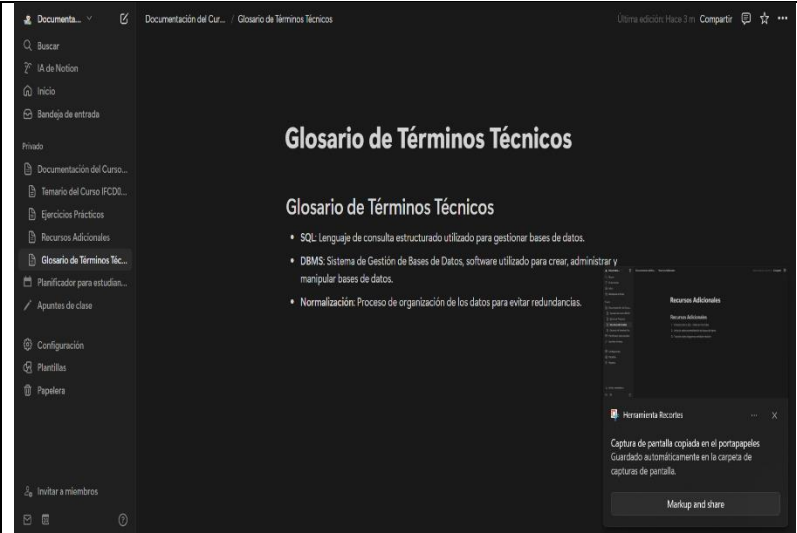 Documenta...
Documentación del Cur... / Glosario de Términos Técnicos
Última edición: Hace 3 m Compartir
Buscar
IA de Notion
Inicio
Bandeja de entrada
Privado
Documentación del Curso...
Temario del Curso IFCD0...
Ejercicios Prácticos
Recursos Adicionales
Glosario de Términos Téc...
Planificador para estudian...
Apuntes de clase
Configuración
Plantillas
Papelera
Invitar a miembros
Glosario de Términos Técnicos
Glosario de Términos Técnicos
• SQL: Lenguaje de consulta estructurado utilizado para gestionar bases de datos.
• DBMS: Sistema de Gestión de Bases de Datos, software utilizado para crear, administrar y
manipular bases de datos.
• Normalización: Proceso de organización de los datos para evitar redundancias.
Recursos Adicionales
Recursos Adicionales
Herramienta Recortes
Captura de pantalla copiada en el portapapeles
Guardado automáticamente en la carpeta de
capturas de pantalla.
Markup and share